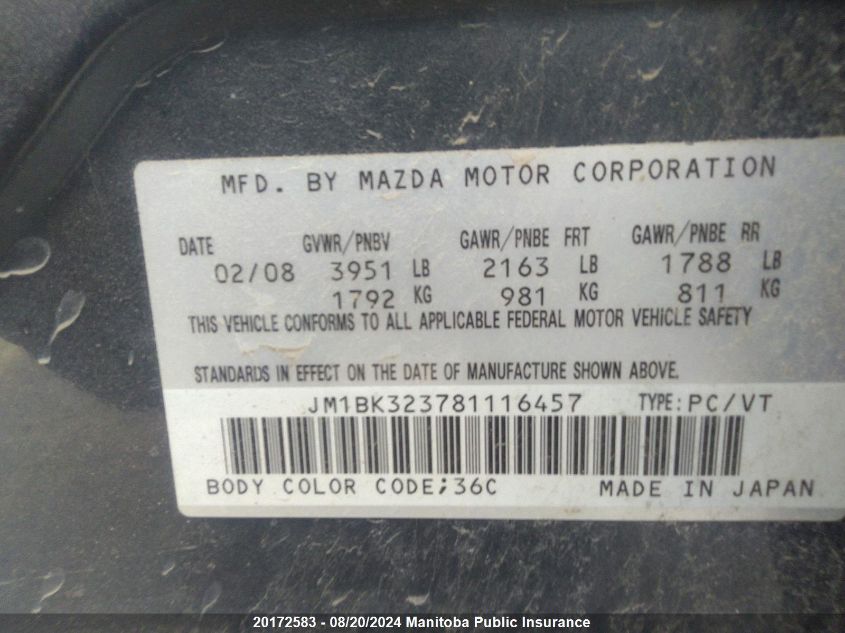 MFD. BY MAZDA MOTOR CORPORATION
DATE GVWR/PNBV GAWR/PNBE FRT GAWR/PNBE RR
02/08 3951 LB 2163 LB 1788 LB
1792 KG 981 KG 811 KG
THIS VEHICLE CONFORMS TO ALL APPLICABLE FEDERAL MOTOR VEHICLE SAFETY
STANDARDS IN EFFECT ON THE DATE OF MANUFACTURE SHOWN ABOVE.
JM1BK323781116457 TYPE: PC/VT
BODY COLOR CODE;36C MADE IN JAPAN
20172583 - 08/20/2024 Manitoba Public Insurance